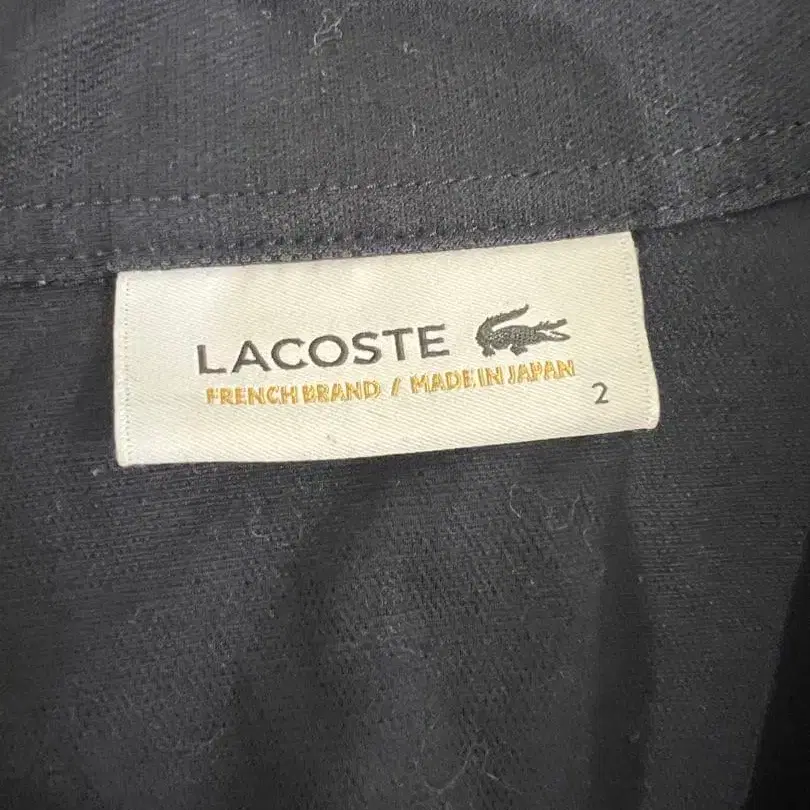 LACOSTE
FRENCH BRAND / MADE IN JAPAN
2